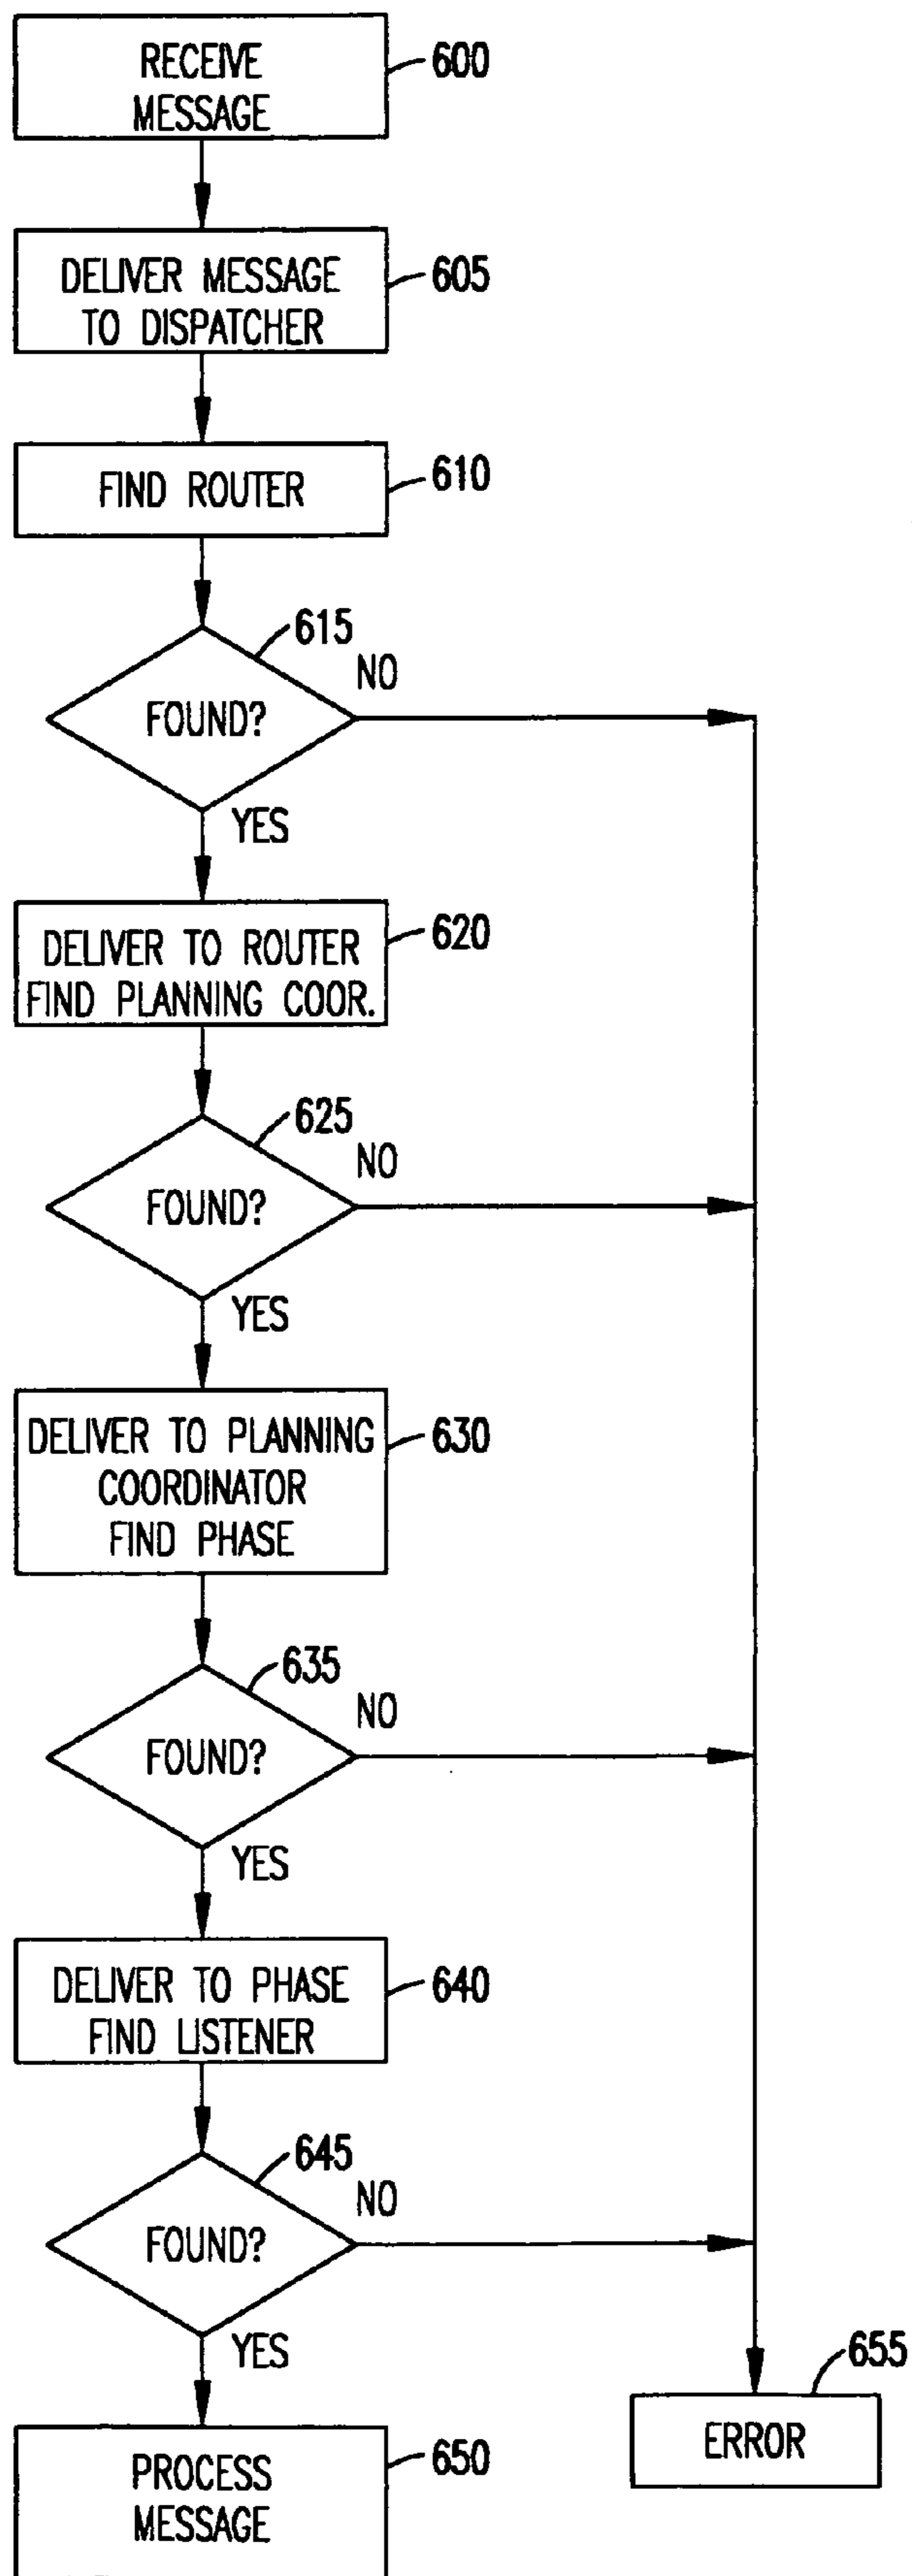 RECEIVE
MESSAGE
600
DELIVER MESSAGE
TO DISPATCHER
605
FIND ROUTER
610
615
FOUND?
NO
YES
DELIVER TO ROUTER
FIND PLANNING COOR.
620
625
FOUND?
NO
YES
DELIVER TO PLANNING
COORDINATOR
FIND PHASE
630
635
FOUND?
NO
YES
DELIVER TO PHASE
FIND LISTENER
640
645
FOUND?
NO
YES
PROCESS
MESSAGE
650
655
ERROR